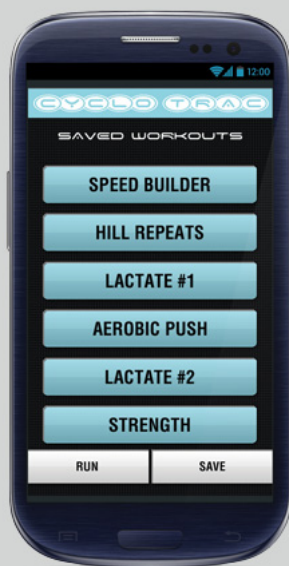 12:00
CYCLO TRAC
SAVED WORKOUTS
SPEED BUILDER
HILL REPEATS
LACTATE #1
AEROBIC PUSH
LACTATE #2
STRENGTH
RUN SAVE